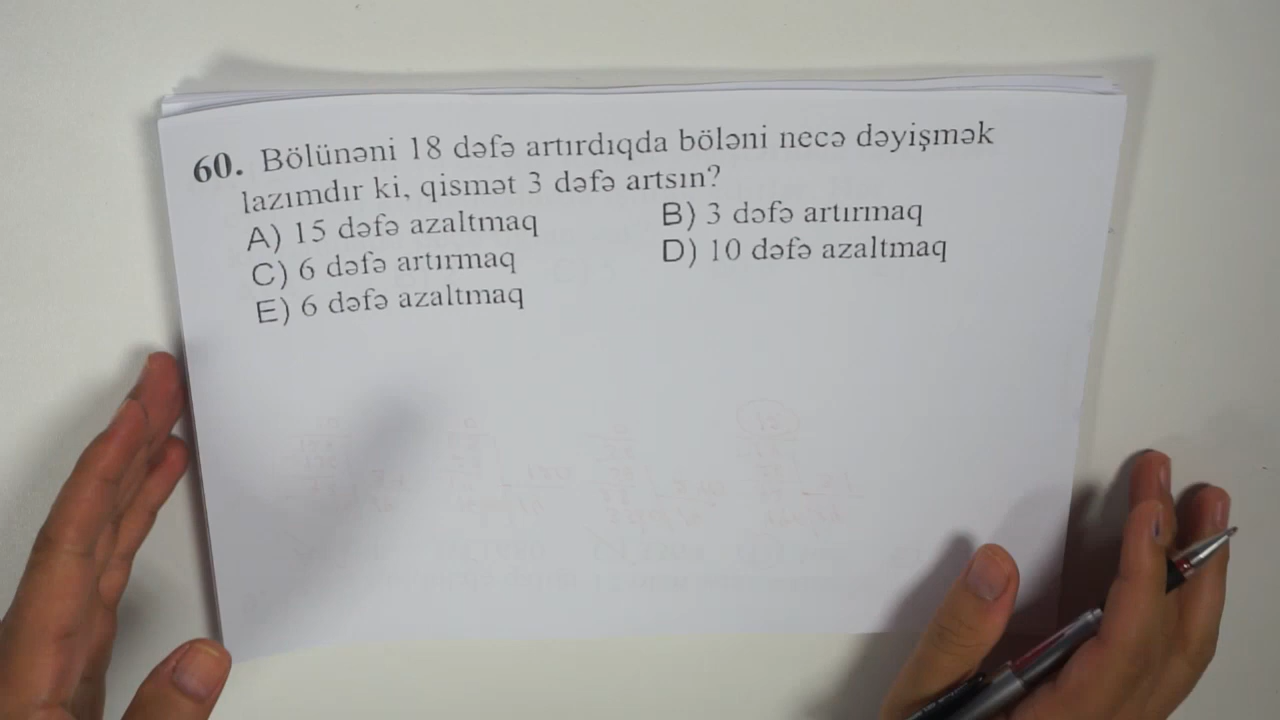 60. Bölünəni 18 dəfə artırdıqda böləni necə dəyişmək
lazımdır ki, qismət 3 dəfə artsın?
A) 15 dəfə azaltmaq B) 3 dəfə artırmaq
C) 6 dəfə artırmaq D) 10 dəfə azaltmaq
E) 6 dəfə azaltmaq